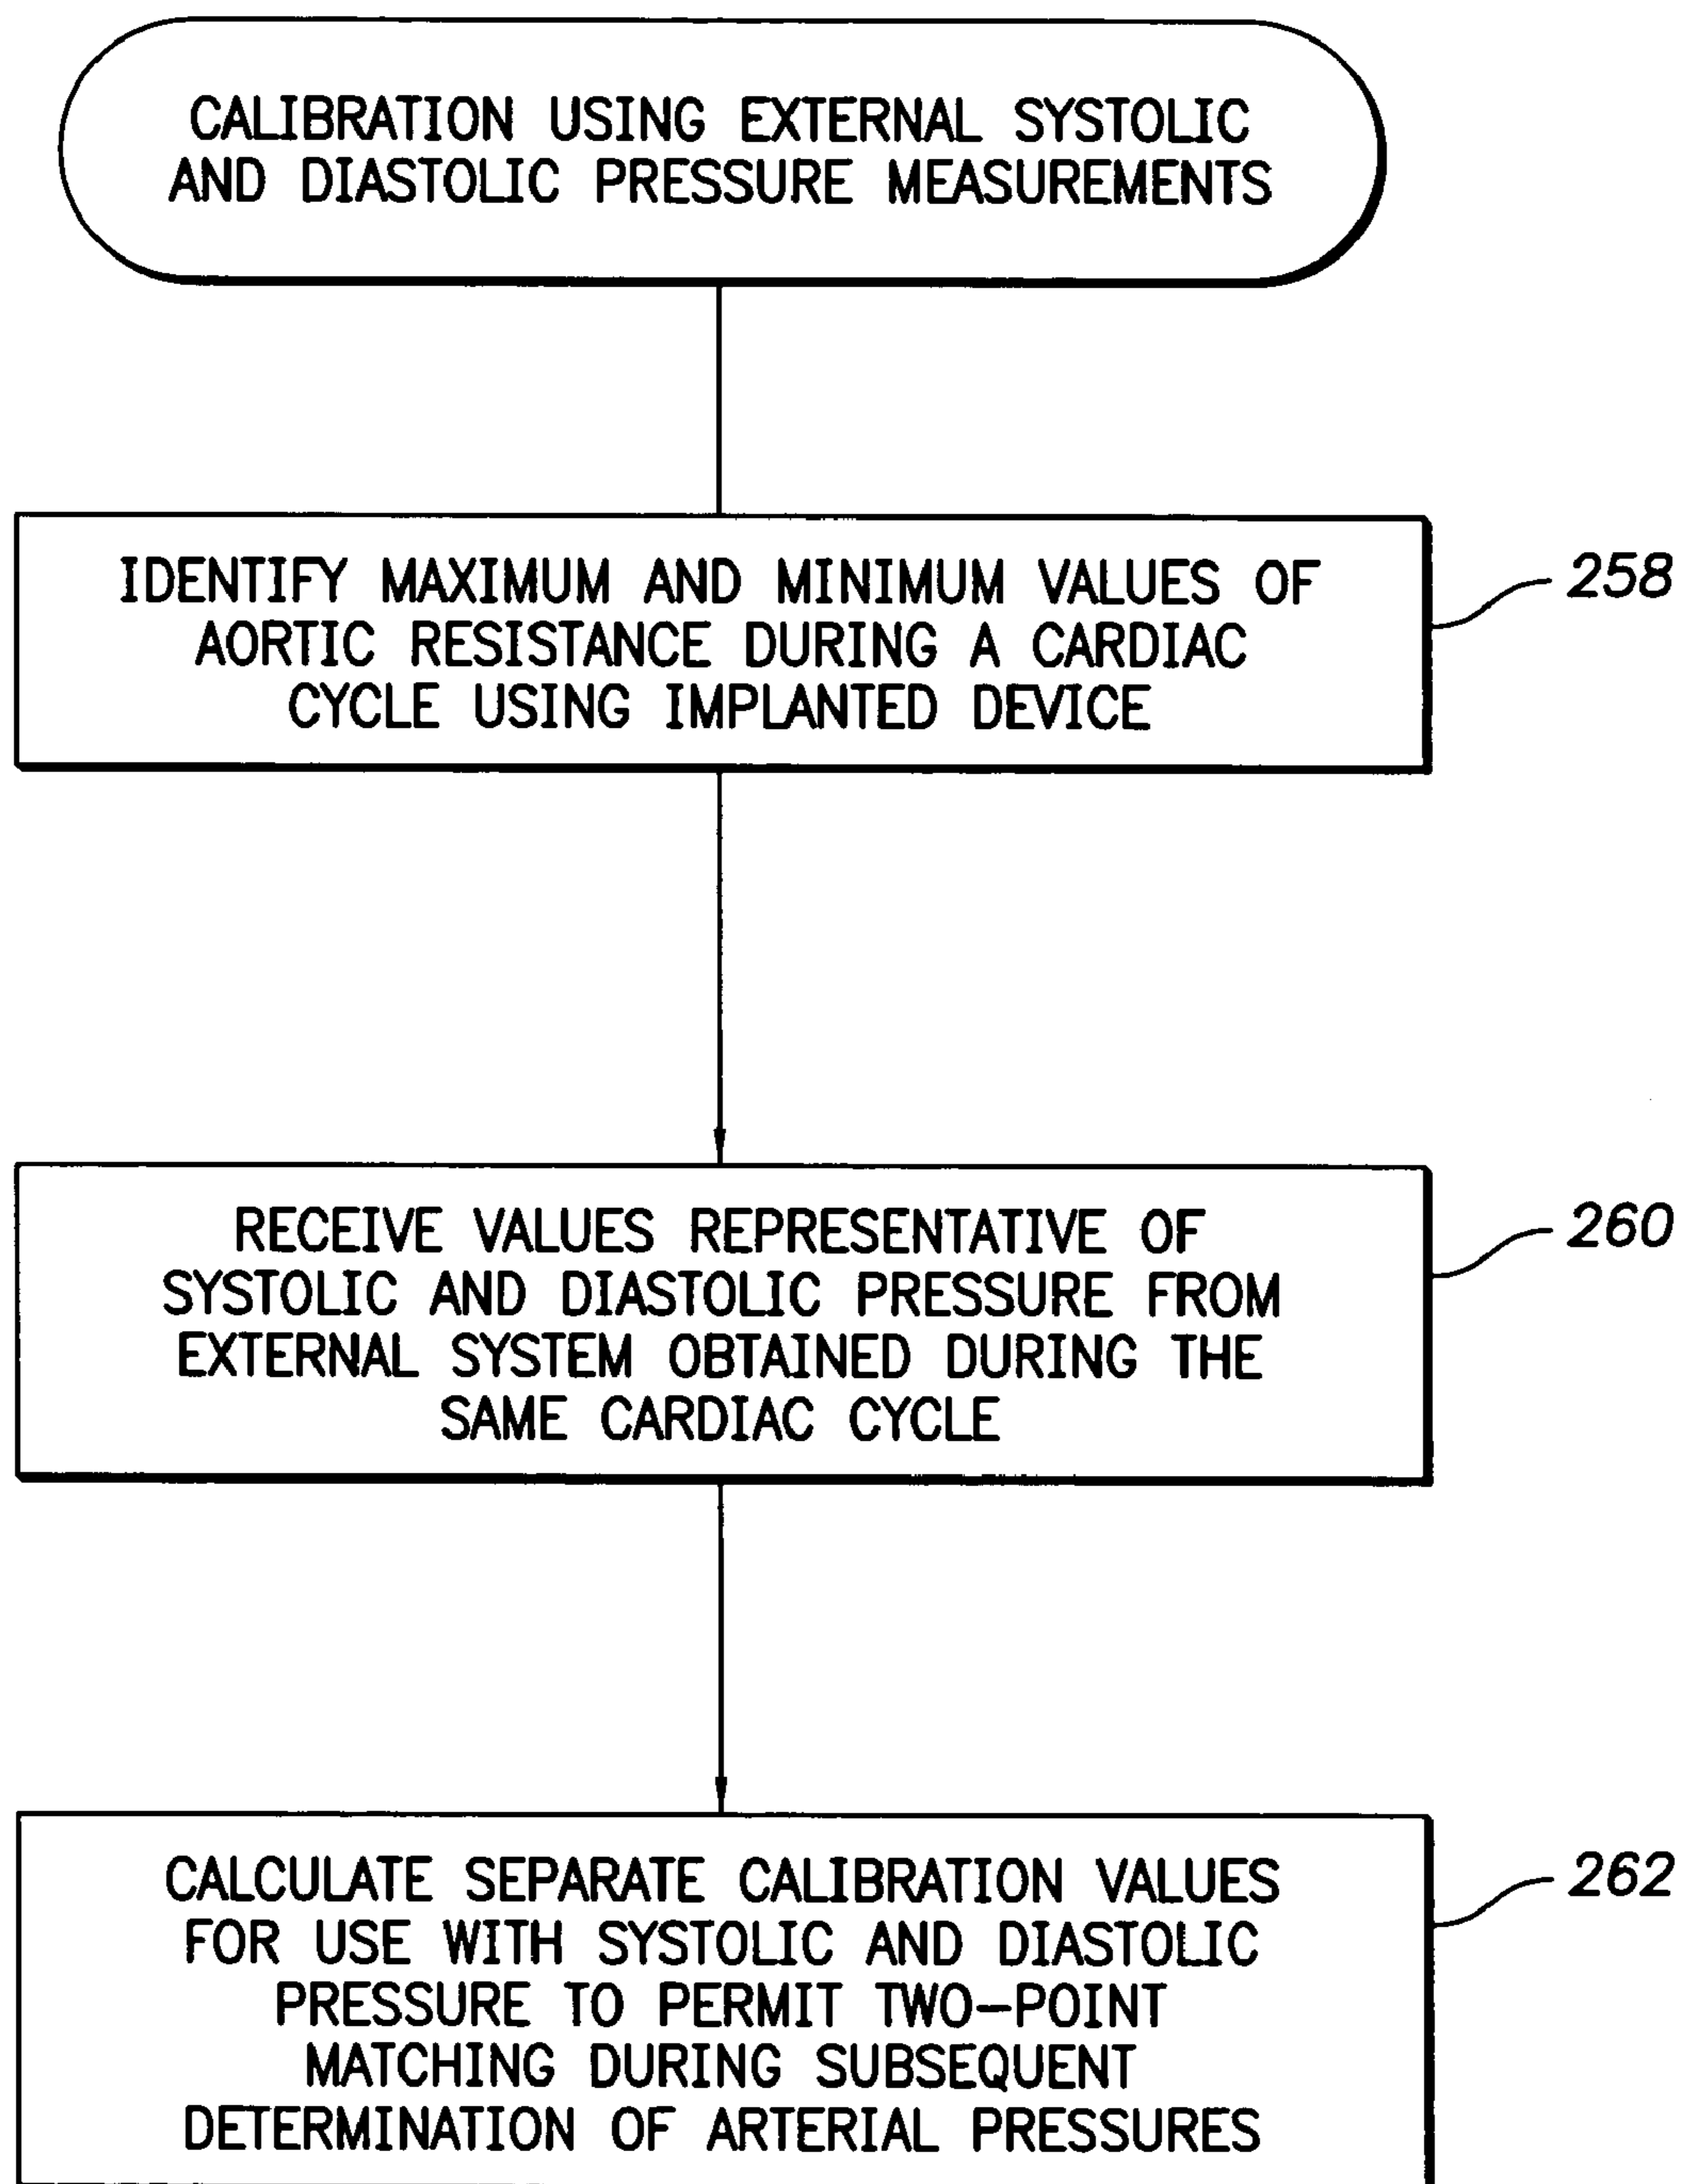 CALIBRATION USING EXTERNAL SYSTOLIC
AND DIASTOLIC PRESSURE MEASUREMENTS
IDENTIFY MAXIMUM AND MINIMUM VALUES OF
AORTIC RESISTANCE DURING A CARDIAC
CYCLE USING IMPLANTED DEVICE
258
RECEIVE VALUES REPRESENTATIVE OF
SYSTOLIC AND DIASTOLIC PRESSURE FROM
EXTERNAL SYSTEM OBTAINED DURING THE
SAME CARDIAC CYCLE
260
CALCULATE SEPARATE CALIBRATION VALUES
FOR USE WITH SYSTOLIC AND DIASTOLIC
PRESSURE TO PERMIT TWO-POINT
MATCHING DURING SUBSEQUENT
DETERMINATION OF ARTERIAL PRESSURES
262